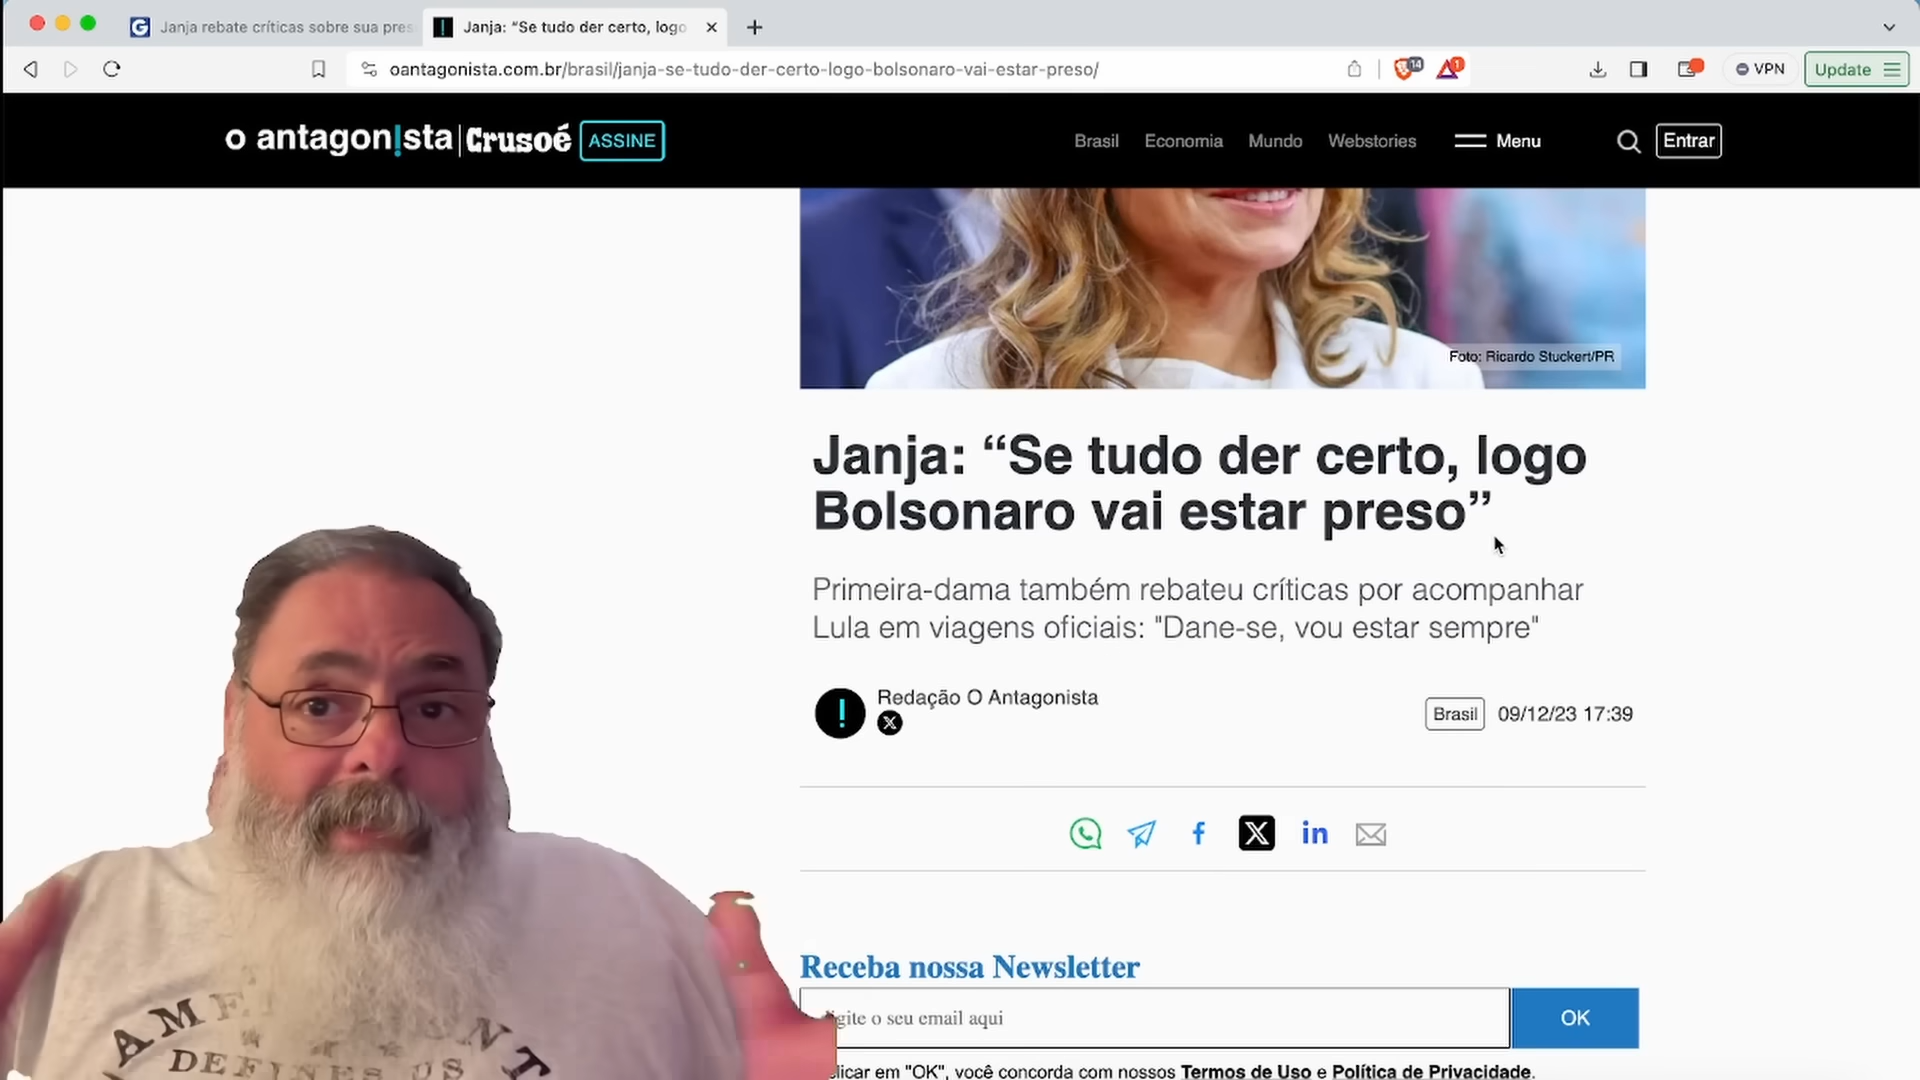 Janja rebate críticas sobre sua pres
Janja: “Se tudo der certo, logo
oantagonista.com.br/brasil/janja-se-tudo-der-certo-logo-bolsonaro-vai-estar-preso/
14
1
VPN
Update
o antagon!sta | Crusoé ASSINE
Brasil Economia Mundo Webstories Menu Entrar
Foto: Ricardo Stuckert/PR
Janja: “Se tudo der certo, logo
Bolsonaro vai estar preso”
Primeira-dama também rebateu críticas por acompanhar
Lula em viagens oficiais: "Dane-se, vou estar sempre"
Redação O Antagonista
Brasil 09/12/23 17:39
Receba nossa Newsletter
o seu email aqui
OK
em "OK", você concorda com nossos Termos de Uso e Política de Privacidade.
DEFINES US